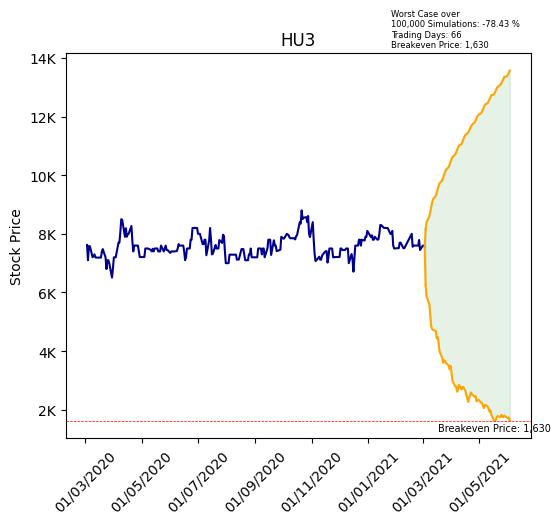 Worst Case over
100,000 Simulations: -78.43 %
Trading Days: 66
Breakeven Price: 1,630
HU3
Stock Price
14K
12K
10K
8K
6K
4K
2K
Breakeven Price: 1,630
01/03/2020
01/05/2020
01/07/2020
01/09/2020
01/11/2020
01/01/2021
01/03/2021
01/05/2021